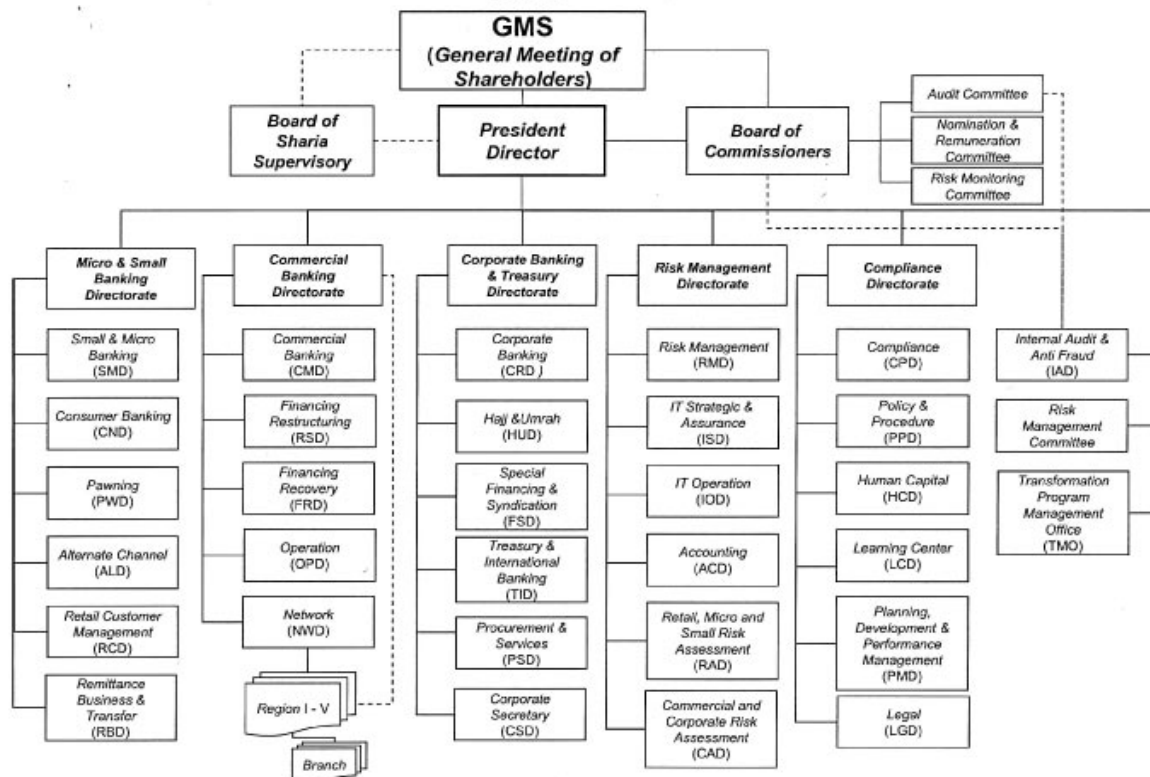 GMS
(General Meeting of
Shareholders)
Board of
Sharia
Supervisory
President
Director
Board of
Commissioners
Audit Committee
Nomination &
Remuneration
Committee
Risk Monitoring
Committee
Micro & Small
Banking
Directorate
Small & Micro
Banking
(SMD)
Consumer Banking
(CND)
Pawning
(PWD)
Alternate Channel
(ALD)
Retail Customer
Management
(RCD)
Remittance
Business &
Transfer
(RBD)
Commercial
Banking
Directorate
Commercial
Banking
(CMD)
Financing
Restructuring
(RSD)
Financing
Recovery
(FRD)
Operation
(OPD)
Network
(NWD)
Region I - V
Branch
Corporate Banking
& Treasury
Directorate
Corporate
Banking
(CRD )
Hajj &Umrah
(HUD)
Special
Financing &
Syndication
(FSD)
Treasury &
International
Banking
(TID)
Procurement &
Services
(PSD)
Corporate
Secretary
(CSD)
Risk Management
Directorate
Risk Management
(RMD)
IT Strategic &
Assurance
(ISD)
IT Operation
(IOD)
Accounting
(ACD)
Retail, Micro and
Small Risk
Assessment
(RAD)
Commercial and
Corporate Risk
Assessment
(CAD)
Compliance
Directorate
Compliance
(CPD)
Policy &
Procedure
(PPD)
Human Capital
(HCD)
Learning Center
(LCD)
Planning,
Development &
Performance
Management
(PMD)
Legal
(LGD)
Internal Audit &
Anti Fraud
(IAD)
Risk
Management
Committee
Transformation
Program
Management
Office
(TMO)